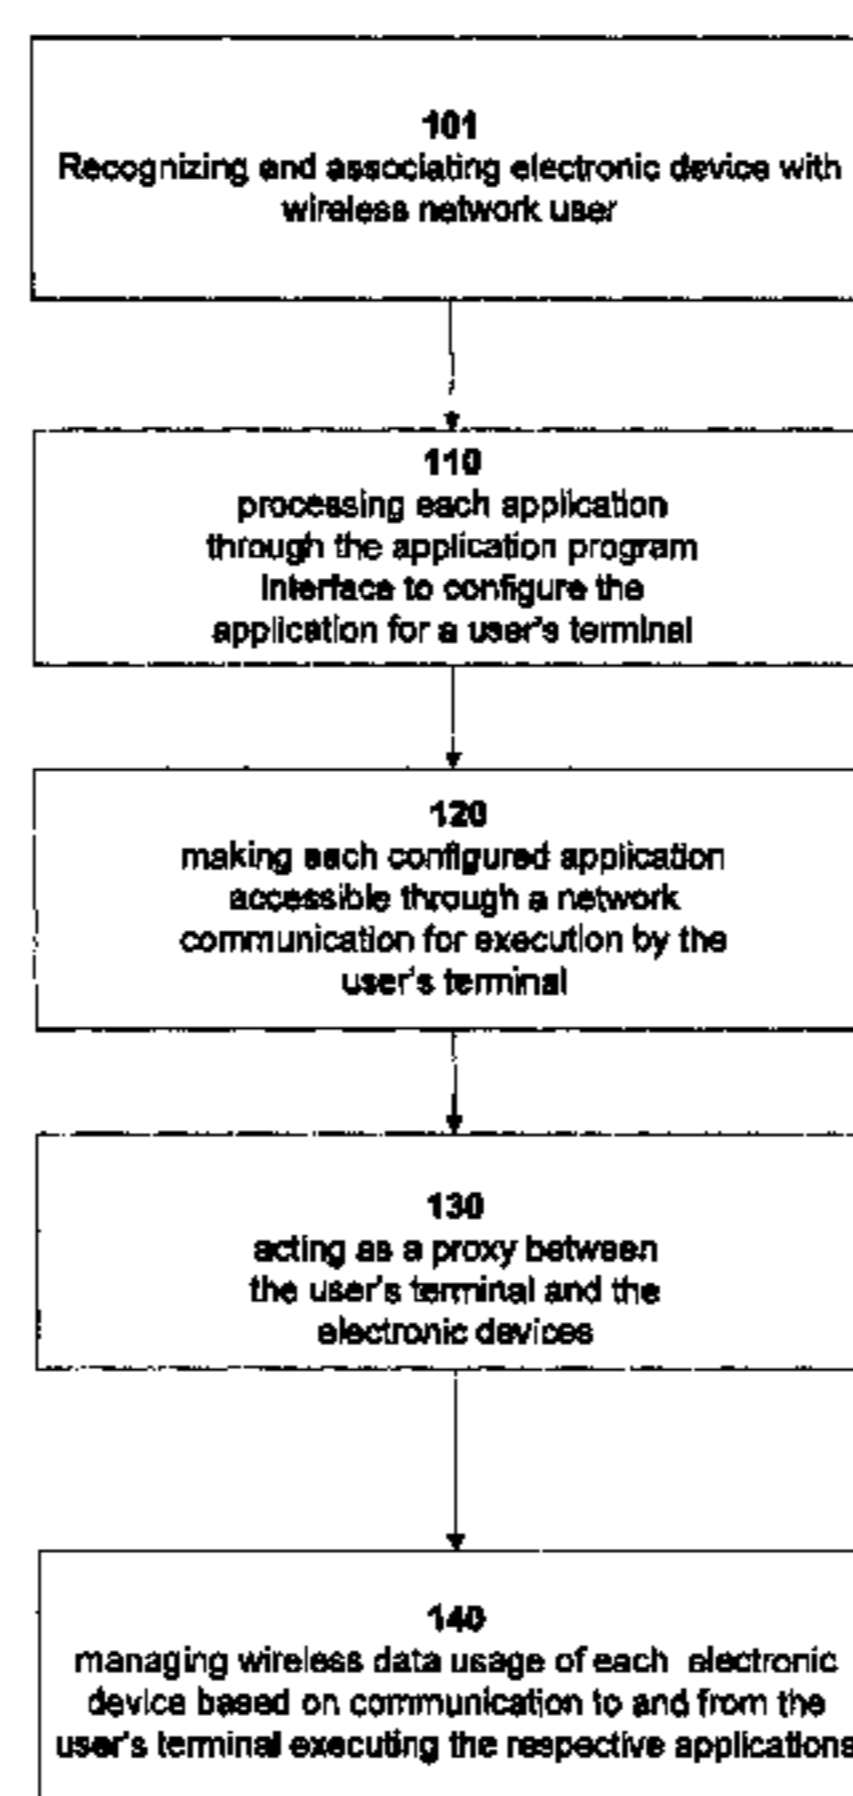 101
Recognizing and associating electronic device with
wireless network user
110
processing each application
through the application program
Interface to configure the
application for a user's terminal
120
making each configured application
accessible through a network
communication for execution by the
user's terminal
130
acting as a proxy between
the user's terminal and the
electronic devices
140
managing wireless data usage of each electronic
device based on communication to and from the
user's terminal executing the respective applications